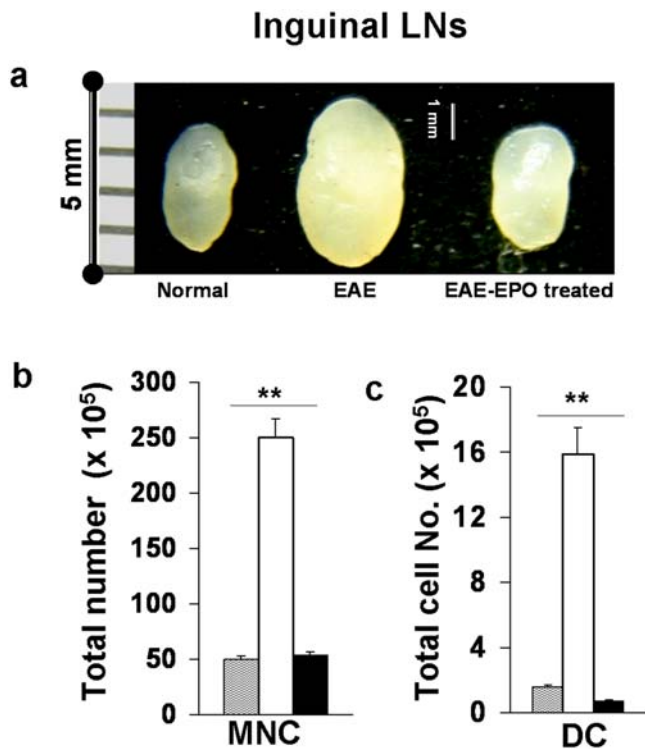 Inguinal LNs
a
5 mm
1 mm
Normal
EAE
EAE-EPO treated
b
Total number (x 10⁵)
300
250
200
150
100
50
0
**
MNC
c
Total cell No. (x 10⁵)
20
16
12
8
4
0
**
DC